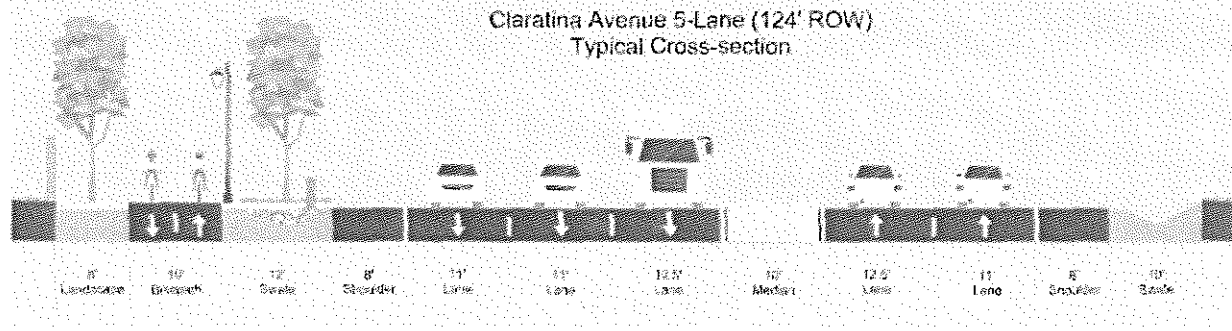 Claratina Avenue 5-Lane (124' ROW)
Typical Cross-section
8' 10' 12' 8' 11' 11' 12.5' 10' 12.5' 11' 8' 10'
Landscape Bikepath Swale Shoulder Lane Lane Lane Median Lane Lane Shoulder Swale